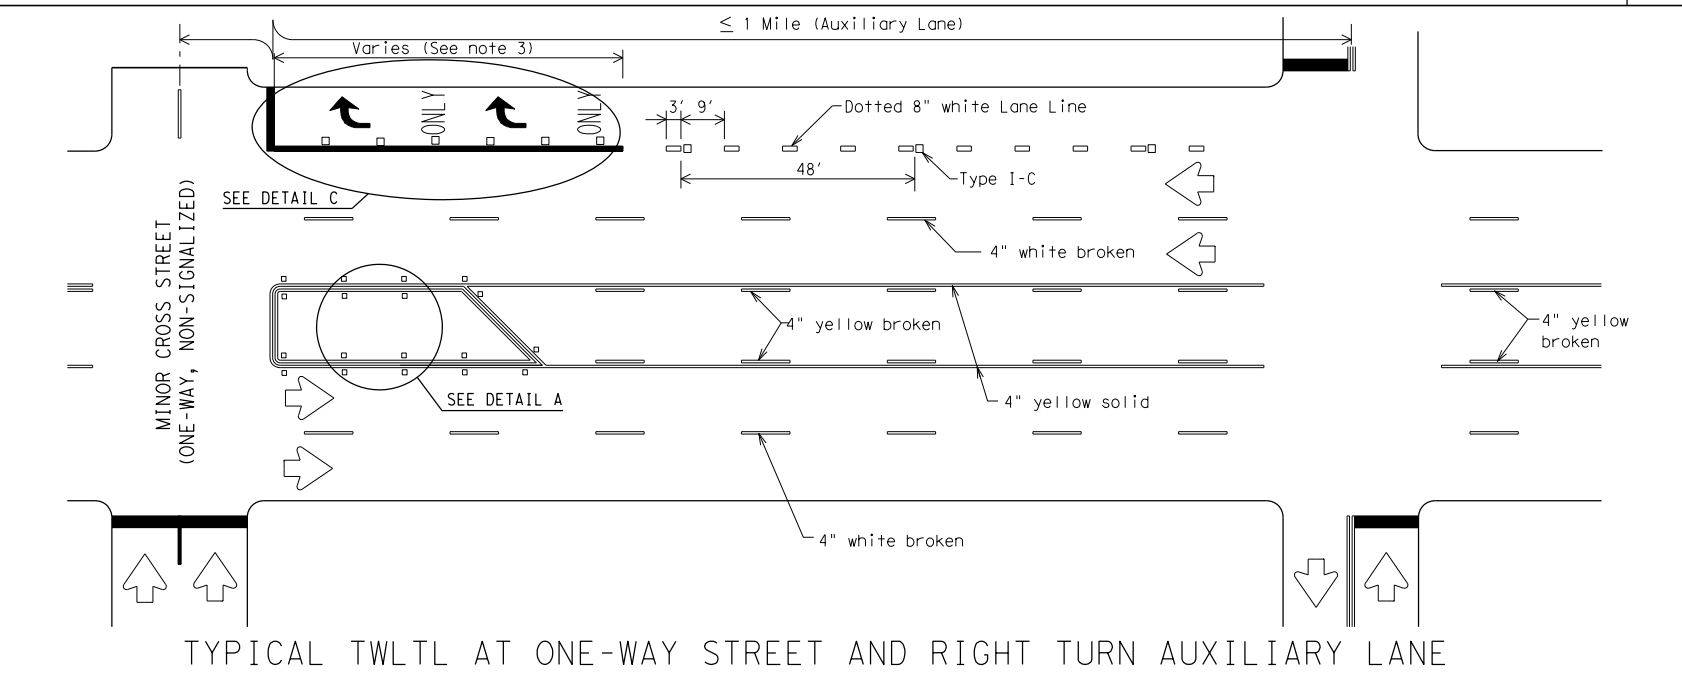 ≤ 1 Mile (Auxiliary Lane)
Varies (See note 3)
ONLY
ONLY
3' 9'
Dotted 8" white Lane Line
48'
Type I-C
SEE DETAIL C
4" white broken
MINOR CROSS STREET
(ONE-WAY, NON-SIGNALIZED)
4" yellow broken
4" yellow
broken
SEE DETAIL A
4" yellow solid
4" white broken
TYPICAL TWLTL AT ONE-WAY STREET AND RIGHT TURN AUXILIARY LANE